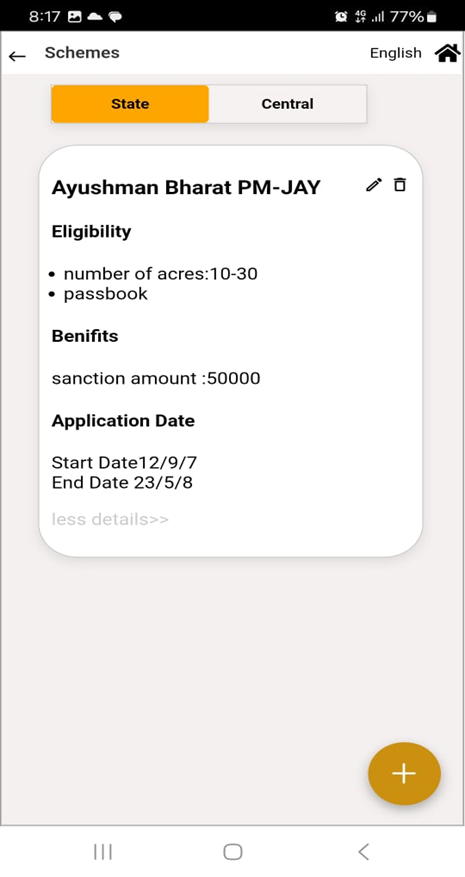 8:17 4G 77%
Schemes English
State Central
Ayushman Bharat PM-JAY
Eligibility
• number of acres:10-30
• passbook
Benifits
sanction amount :50000
Application Date
Start Date12/9/7
End Date 23/5/8
less details>>